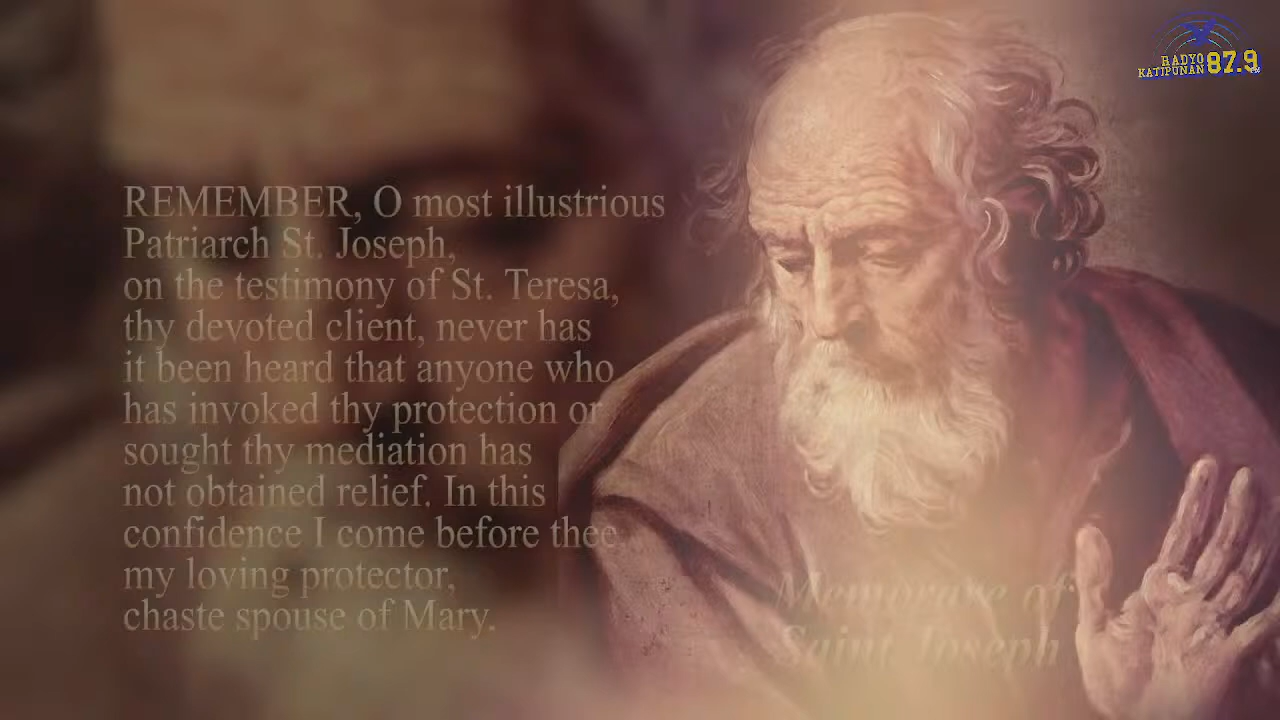 RADYO
KATIPUNAN 87.9
REMEMBER, O most illustrious
Patriarch St. Joseph,
on the testimony of St. Teresa,
thy devoted client, never has
it been heard that anyone who
has invoked thy protection or
sought thy mediation has
not obtained relief. In this
confidence I come before thee
my loving protector,
chaste spouse of Mary.
Memorare of
Saint Joseph